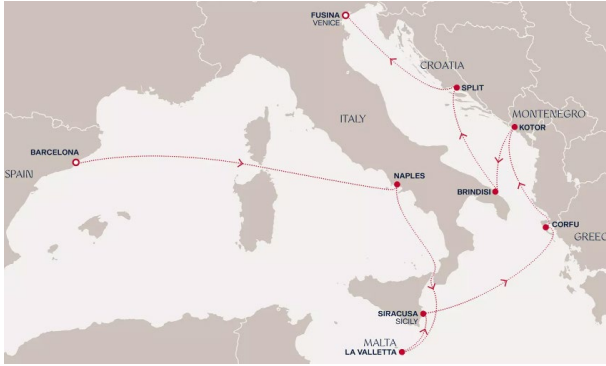 FUSINA
VENICE
CROATIA
SPLIT
MONTENEGRO
KOTOR
ITALY
BARCELONA
SPAIN
NAPLES
BRINDISI
CORFU
GREEC
SIRACUSA
SICILY
MALTA
LA VALLETTA